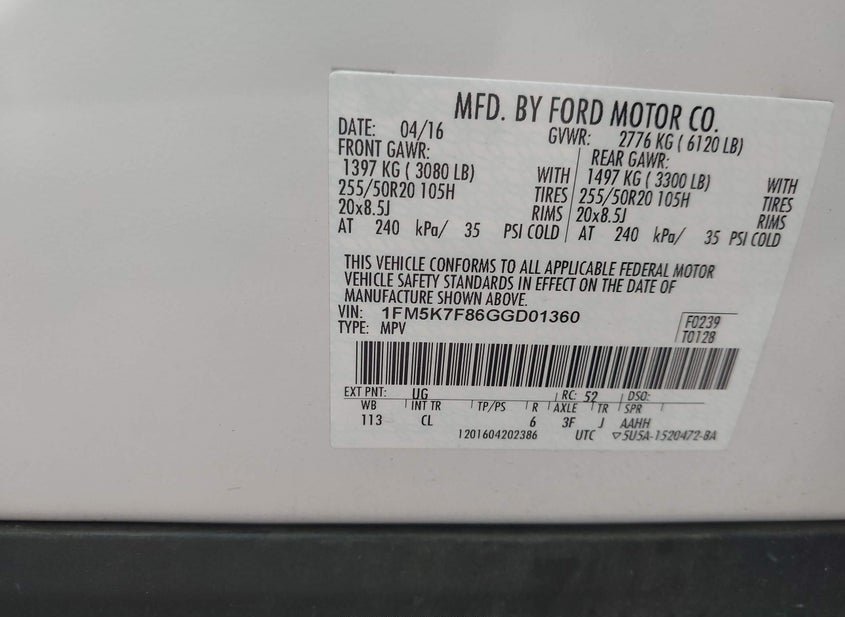 MFD. BY FORD MOTOR CO.
DATE: 04/16 GVWR: 2776 KG ( 6120 LB)
FRONT GAWR: REAR GAWR:
1397 KG ( 3080 LB) WITH 1497 KG ( 3300 LB) WITH
255/50R20 105H TIRES 255/50R20 105H TIRES
20x8.5J RIMS 20x8.5J RIMS
AT 240 kPa/ 35 PSI COLD AT 240 kPa/ 35 PSI COLD
THIS VEHICLE CONFORMS TO ALL APPLICABLE FEDERAL MOTOR
VEHICLE SAFETY STANDARDS IN EFFECT ON THE DATE OF
MANUFACTURE SHOWN ABOVE.
VIN: 1FM5K7F86GGD01360
TYPE: MPV
F0239
T0128
EXT PNT: UG RC: 52 DSO:
WB INT TR TP/PS R AXLE TR SPR
113 CL 6 3F J AAHH
1201604202386 UTC ▽5U5A-1520472-BA